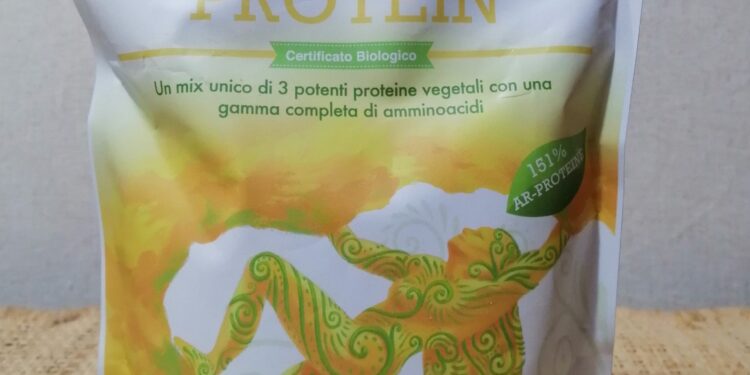 PROTEIN
Certificato Biologico
Un mix unico di 3 potenti proteine vegetali con una
gamma completa di amminoacidi
151%
AR-PROTEINE